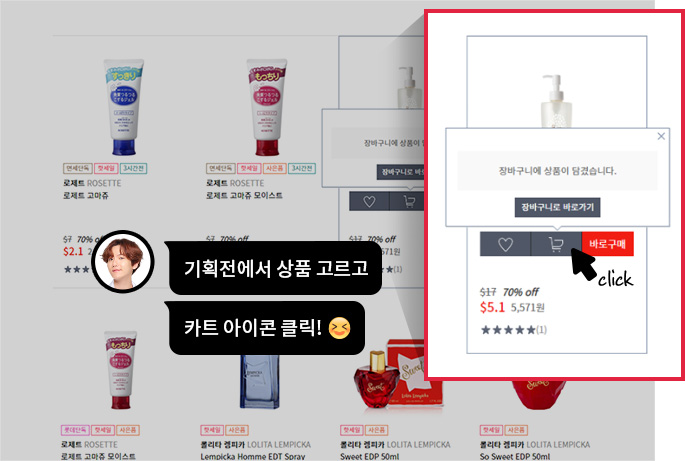 장바구니에 상품이 담겼습니다.
장바구니로 바로가기
바로구매
click
$17 70% off
$5.1 5,571원
★★★★★(1)
면세단독 핫세일 3시간전
로제트 ROSETTE
로제트 고마쥬
$7 70% off
$2.1
면세단독 핫세일 사은품 3시간전
로제트 ROSETTE
로제트 고마쥬 모이스트
$7 70% off
장바구니에 상품이
장바구니로
(1)
기획전에서 상품 고르고
카트 아이콘 클릭! 😆
롯데단독 핫세일 사은품
로제트 ROSETTE
로제트 고마쥬 모이스트
핫세일 사은품
롤리타 렘피카 LOLITA LEMPICKA
Lempicka Homme EDT Spray
핫세일 사은품
롤리타 렘피카 LOLITA LEMPICKA
Sweet EDP 50ml
핫세일 사은품
롤리타 렘피카 LOLITA LEMPICKA
So Sweet EDP 50ml